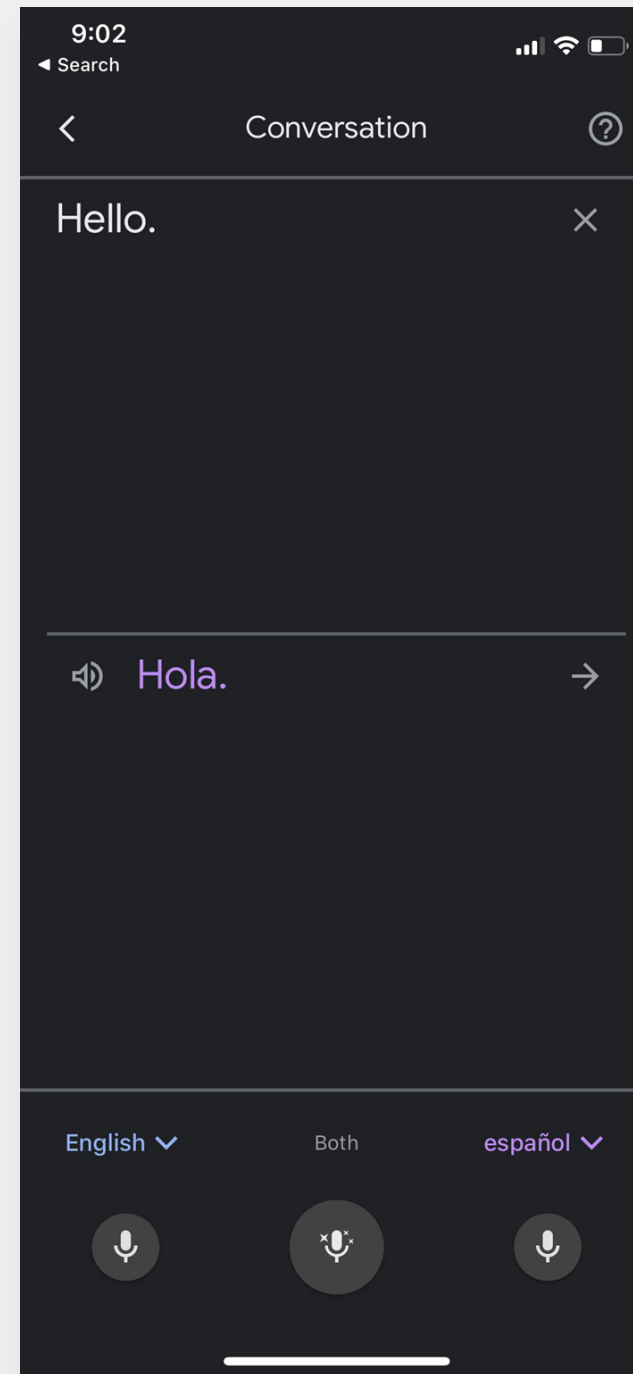 9:02
◀ Search
Conversation
Hello.
Hola.
English Both español